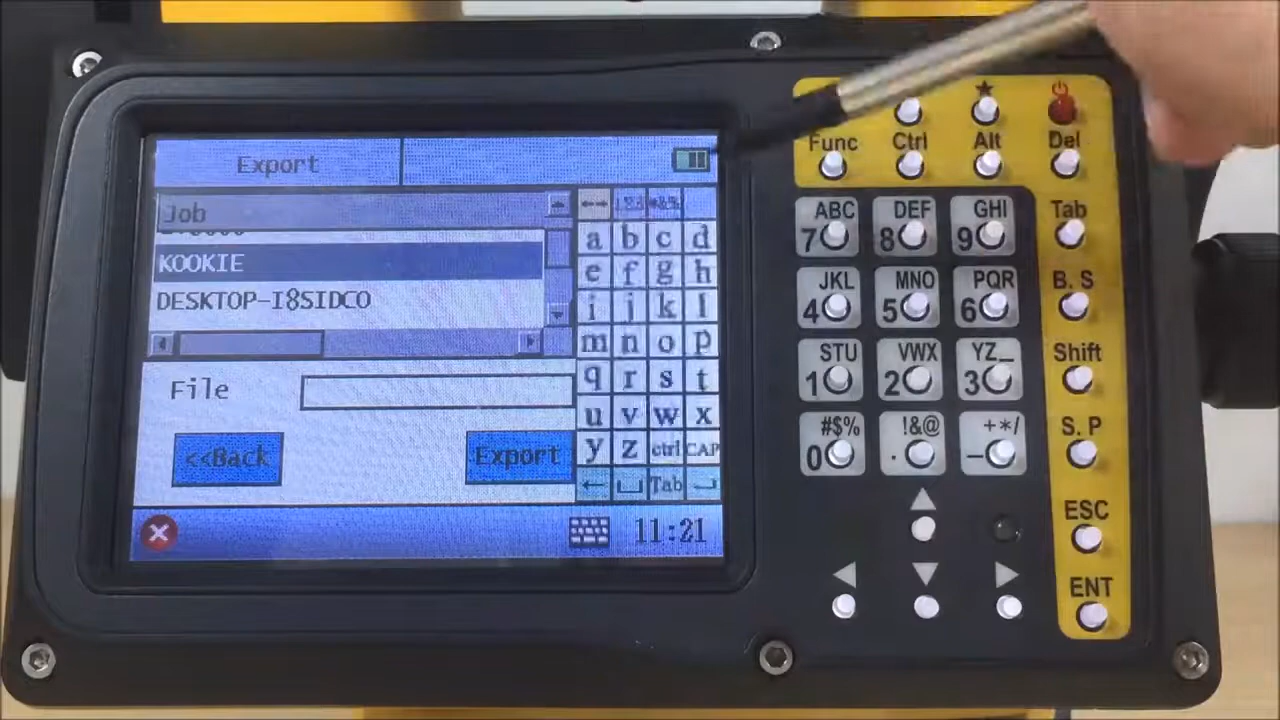 Export
Job
KOOKIE
DESKTOP-I8SIDCO
File
<<Back
Export
11:21
123
a b c d
e f g h
i j k l
m n o p
q r s t
u v w x
y z ctrl CAP
Tab
Func Ctrl Alt Del
ABC DEF GHI Tab
7 8 9
JKL MNO PQR B. S
4 5 6
STU VWX YZ_ Shift
1 2 3
#$% !&@ +*/ S. P
0 . -
ESC
ENT